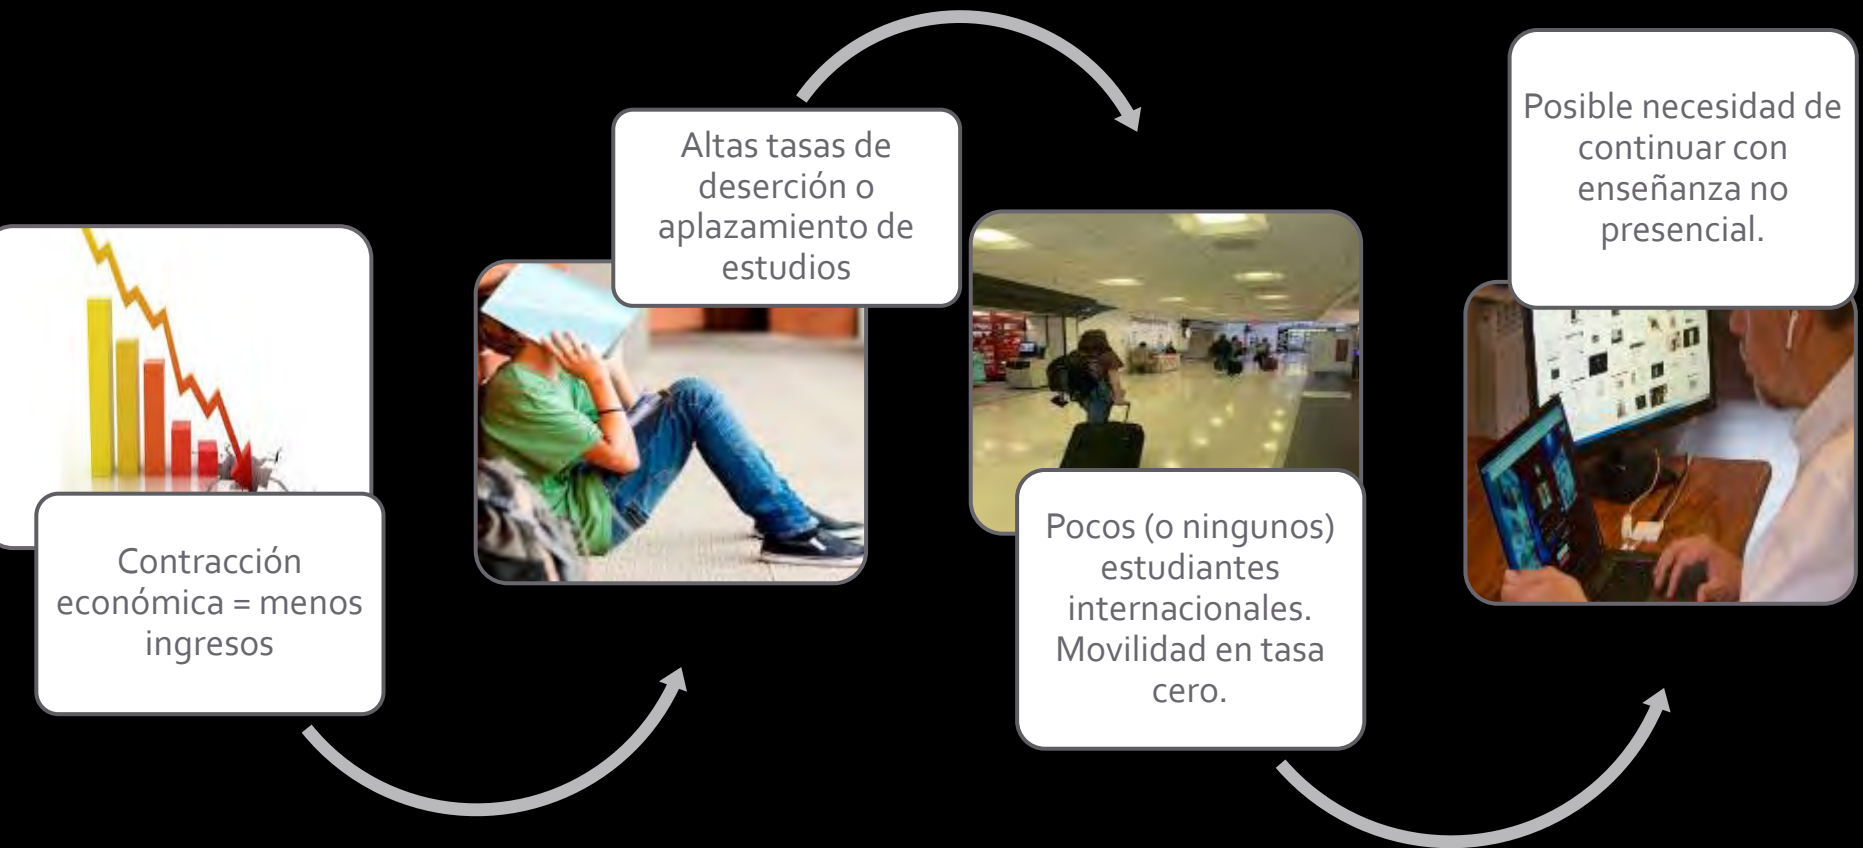 Contracción
económica = menos
ingresos
Altas tasas de
deserción o
aplazamiento de
estudios
Pocos (o ningunos)
estudiantes
internacionales.
Movilidad en tasa
cero.
Posible necesidad de
continuar con
enseñanza no
presencial.